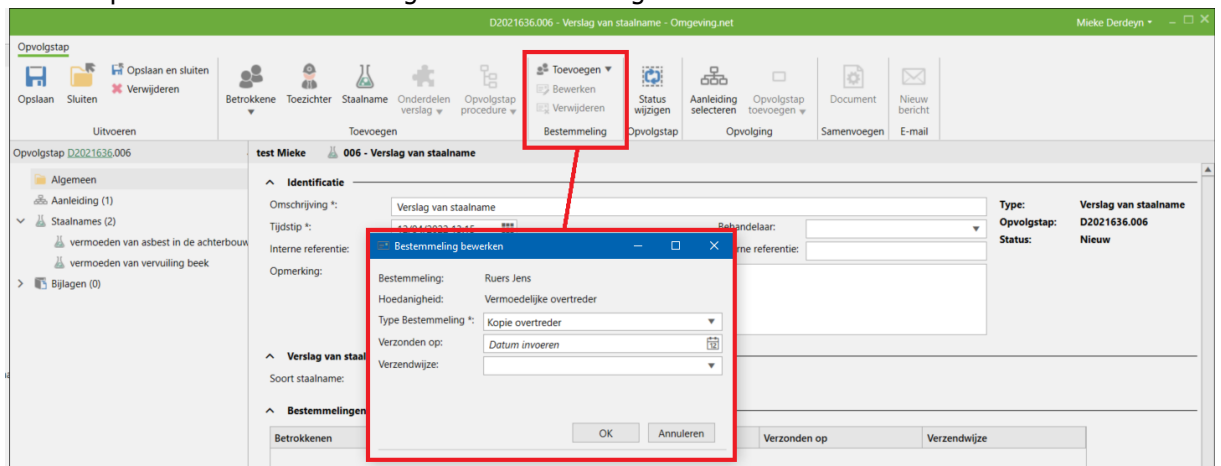 D2021636.006 - Verslag van staalname - Omgeving.net
Mieke Derdeyn
Opvolgstap
Opslaan
Sluiten
Opslaan en sluiten
Verwijderen
Uitvoeren
Betrokkene
Toezichter
Staalname
Onderdelen verslag
Opvolgstap procedure
Toevoegen
Toevoegen
Bewerken
Verwijderen
Bestemmeling
Status wijzigen
Opvolgstap
Aanleiding selecteren
Opvolgstap toevoegen
Opvolging
Document
Samenvoegen
Nieuw bericht
E-mail
Opvolgstap D2021636.006
test Mieke
006 - Verslag van staalname
Algemeen
Aanleiding (1)
Staalnames (2)
vermoeden van asbest in de achterbouw
vermoeden van vervuiling beek
Bijlagen (0)
Identificatie
Omschrijving *:
Verslag van staalname
Tijdstip *:
Interne referentie:
Opmerking:
Type:
Verslag van staalname
Opvolgstap:
D2021636.006
Status:
Nieuw
Bestemmeling bewerken
Bestemmeling:
Ruers Jens
Hoedanigheid:
Vermoedelijke overtreder
Type Bestemmeling *:
Kopie overtreder
Verzonden op:
Datum invoeren
Verzendwijze:
OK
Annuleren
Soort staalname:
Bestemmelingen
Betrokkenen
Verzonden op
Verzendwijze